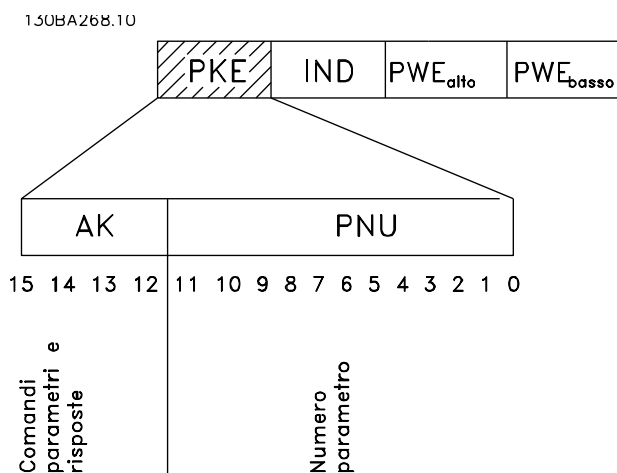 130BA268.10
PKE IND PWEalto PWEbasso
AK PNU
15 14 13 12 11 10 9 8 7 6 5 4 3 2 1 0
Comandi
parametri e
risposte
Numero
parametro